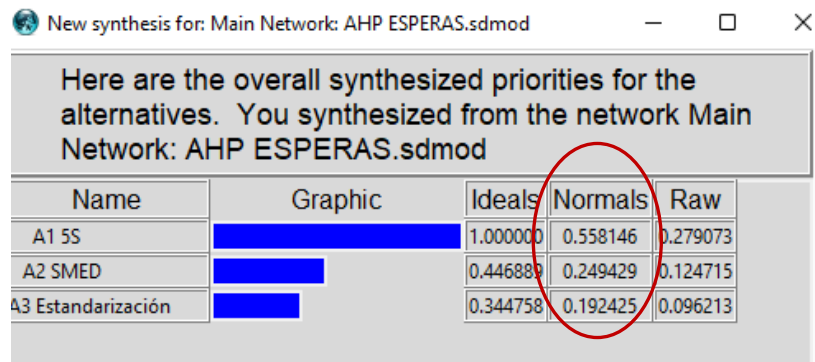 New synthesis for: Main Network: AHP ESPERAS.sdmod
Here are the overall synthesized priorities for the
alternatives. You synthesized from the network Main
Network: AHP ESPERAS.sdmod
Name Graphic Ideals Normals Raw
A1 5S 1.000000 0.558146 0.279073
A2 SMED 0.446889 0.249429 0.124715
A3 Estandarización 0.344758 0.192425 0.096213